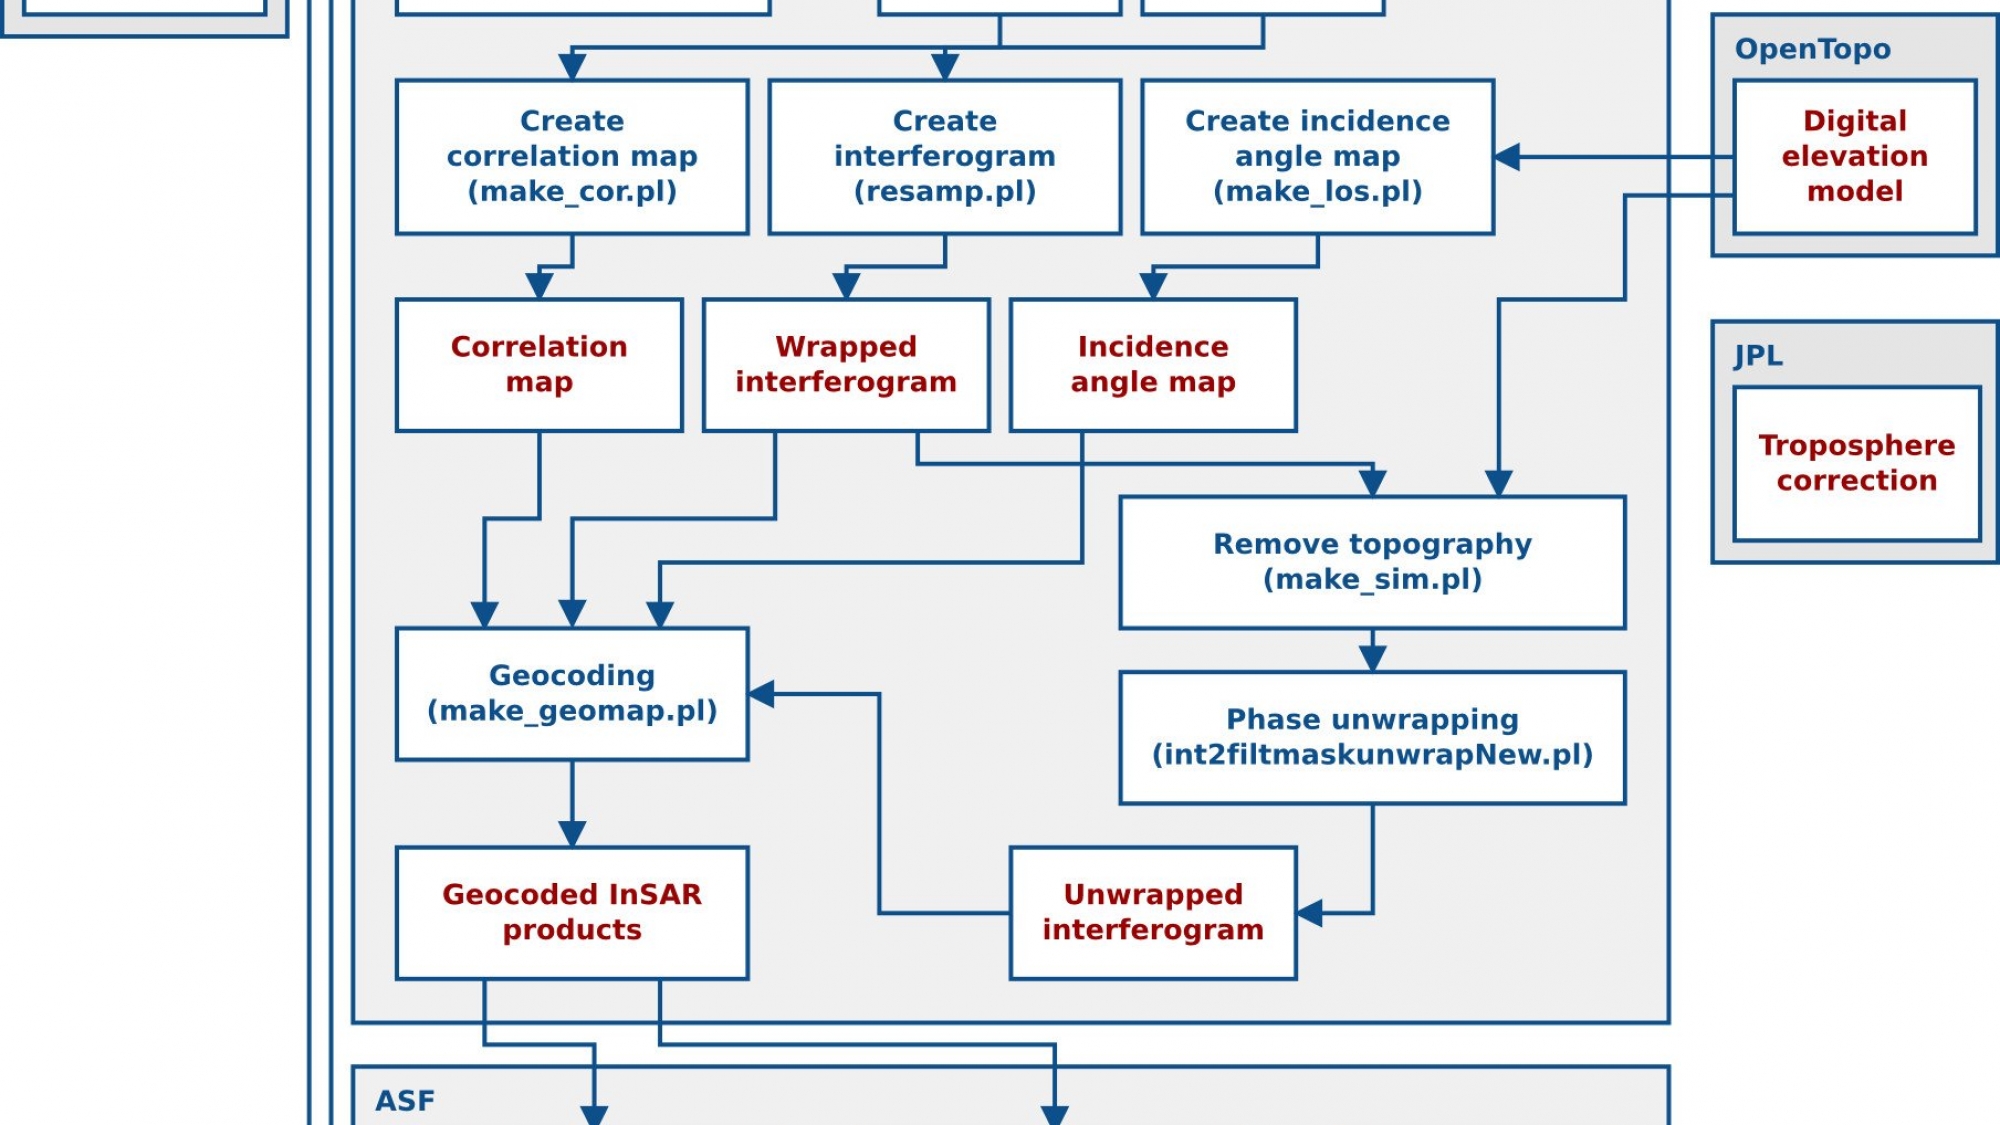 OpenTopo
Create
correlation map
(make_cor.pl)
Create
interferogram
(resamp.pl)
Create incidence
angle map
(make_los.pl)
Digital
elevation
model
Correlation
map
Wrapped
interferogram
Incidence
angle map
JPL
Troposphere
correction
Remove topography
(make_sim.pl)
Geocoding
(make_geomap.pl)
Phase unwrapping
(int2filtmaskunwrapNew.pl)
Geocoded InSAR
products
Unwrapped
interferogram
ASF